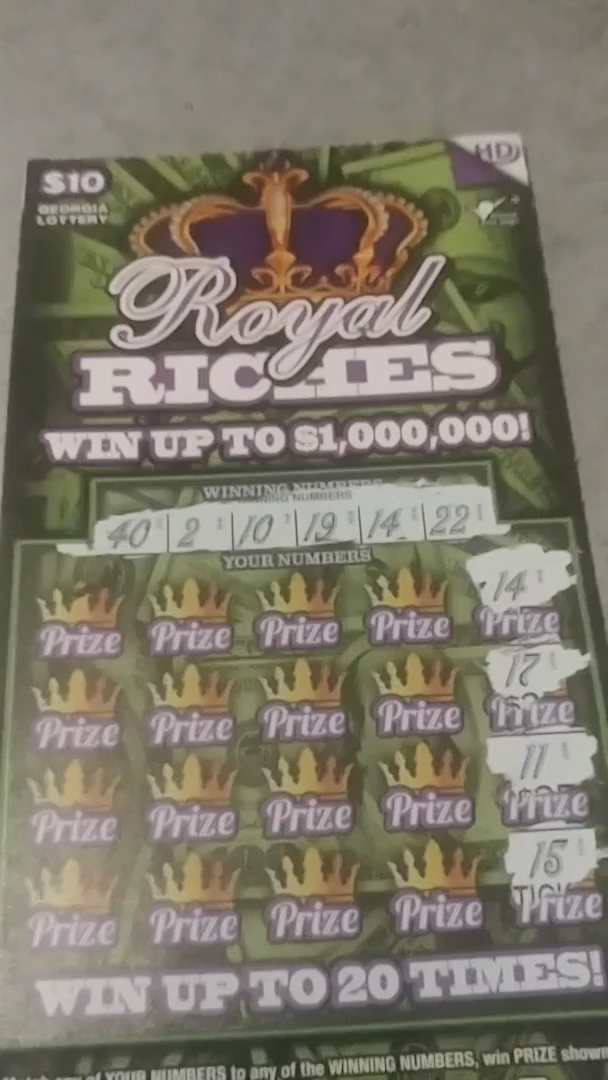 HD
$10
GEORGIA
LOTTERY
Royal
RICHES
WIN UP TO $1,000,000!
WINNING NUMBERS
40 2 10 19 14 22
YOUR NUMBERS
14
Prize Prize Prize Prize Prize
17
Prize Prize Prize Prize Prize
11
Prize Prize Prize Prize Prize
15
Prize Prize Prize Prize Prize
WIN UP TO 20 TIMES!
of YOUR NUMBERS to any of the WINNING NUMBERS, win PRIZE shown